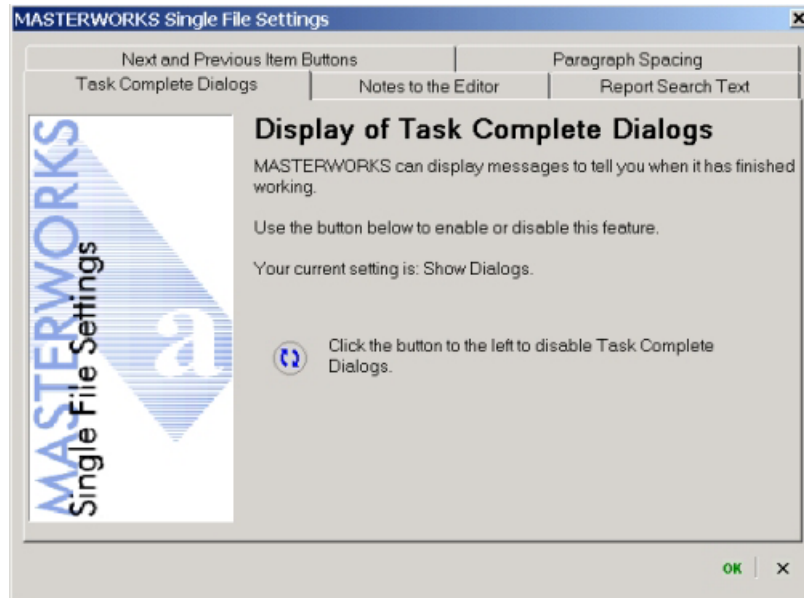 MASTERWORKS Single File Settings
Next and Previous Item Buttons
Paragraph Spacing
Task Complete Dialogs
Notes to the Editor
Report Search Text
MASTERWORKS
Single File Settings
a
Display of Task Complete Dialogs
MASTERWORKS can display messages to tell you when it has finished
working.
Use the button below to enable or disable this feature.
Your current setting is: Show Dialogs.
Click the button to the left to disable Task Complete
Dialogs.
OK